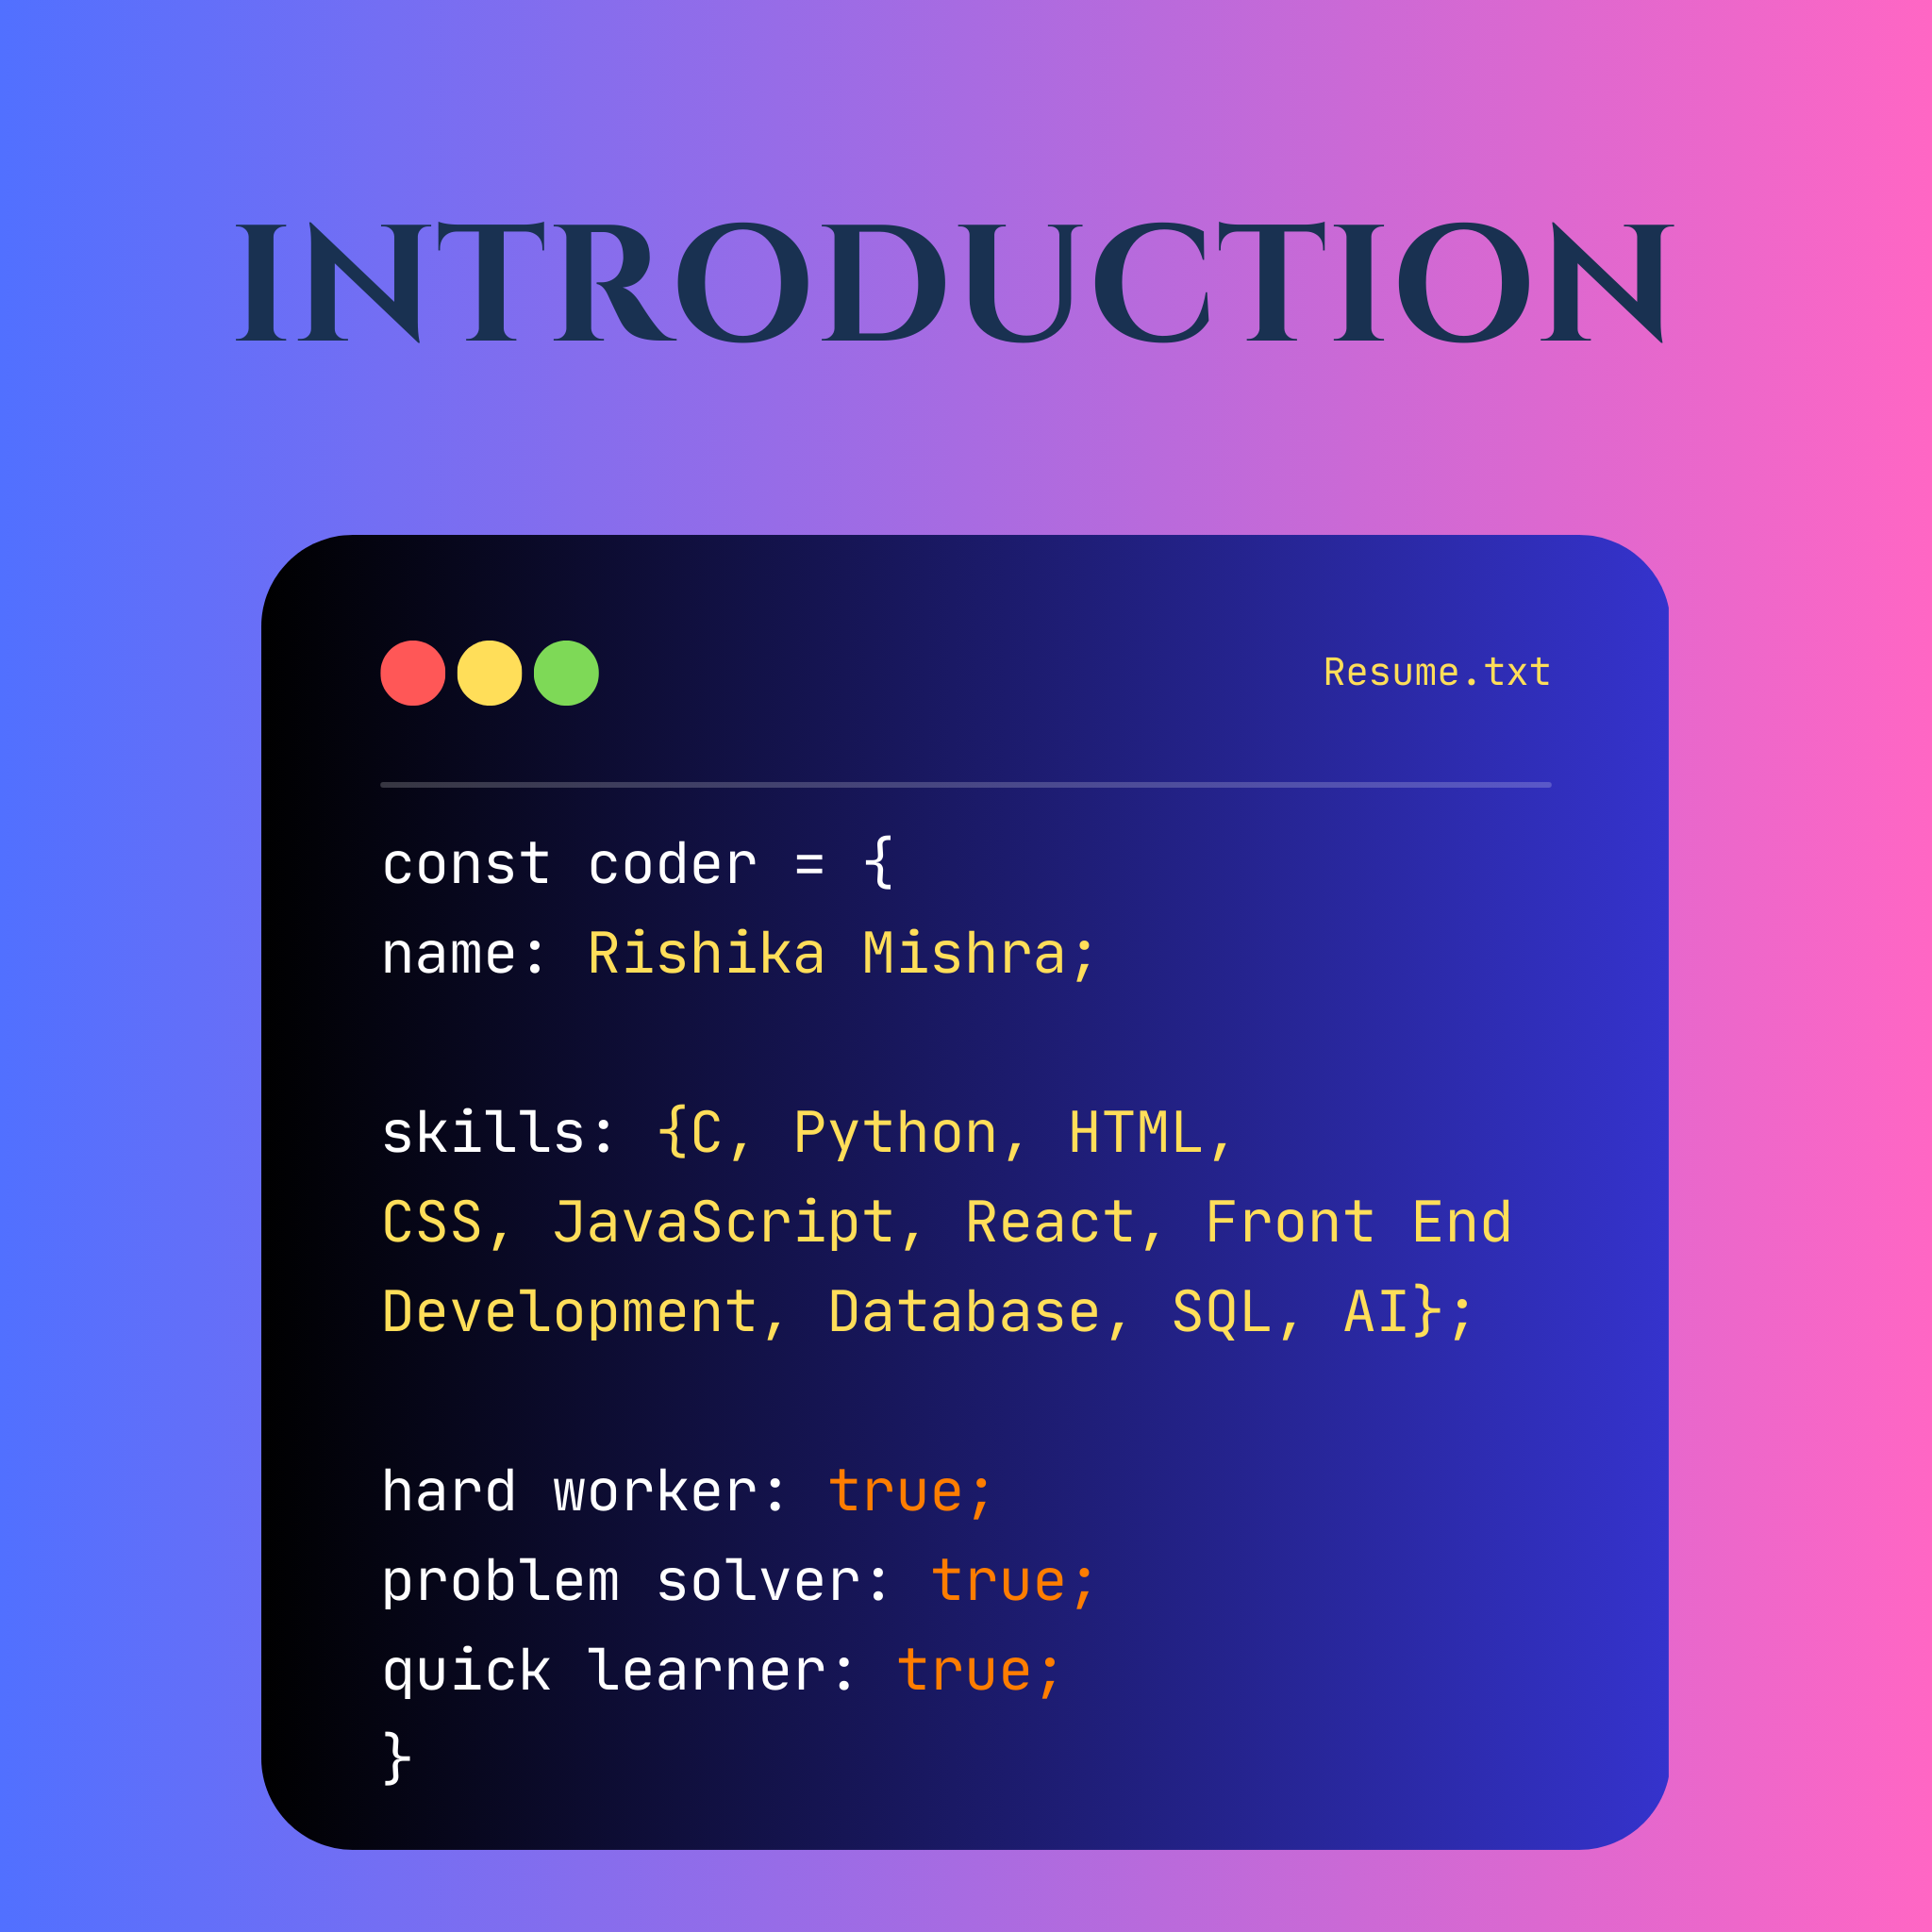 INTRODUCTION
Resume.txt
const coder = {
name: Rishika Mishra;
skills: {C, Python, HTML,
CSS, JavaScript, React, Front End
Development, Database, SQL, AI};
hard worker: true;
problem solver: true;
quick learner: true;
}